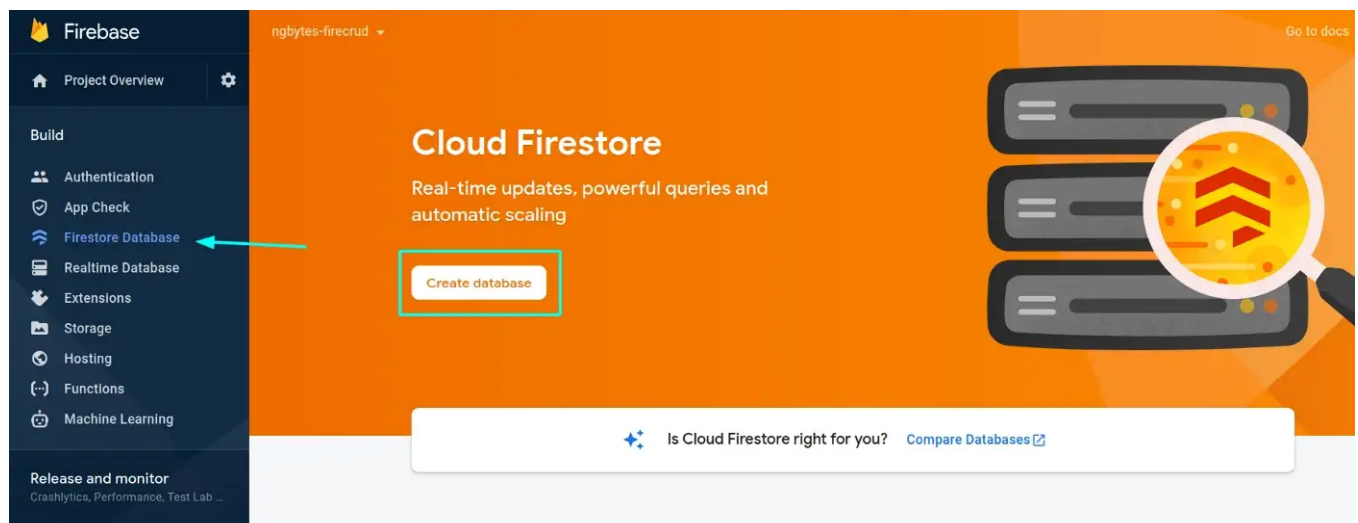 Firebase
Project Overview
Build
Authentication
App Check
Firestore Database
Realtime Database
Extensions
Storage
Hosting
Functions
Machine Learning
Release and monitor
Crashlytics, Performance, Test Lab ...
ngbytes-firecrud
Go to docs
Cloud Firestore
Real-time updates, powerful queries and
automatic scaling
Create database
Is Cloud Firestore right for you? Compare Databases